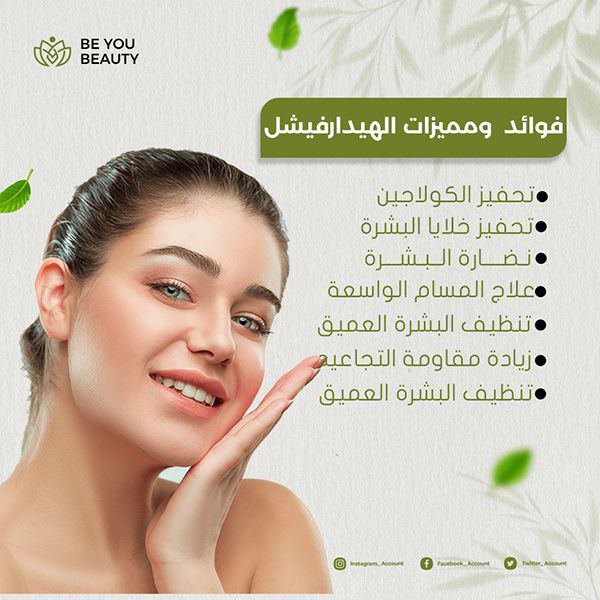 BE YOU
BEAUTY
فوائد ومميزات الهيدارفيشل
●تحفيز الكولاجين
●تحفيز خلايا البشرة
●نضارة البشرة
●علاج المسام الواسعة
●تنظيف البشرة العميق
●زيادة مقاومة التجاعيد
●تنظيف البشرة العميق
Instagram_Account Facebook_Account Twitter_Account